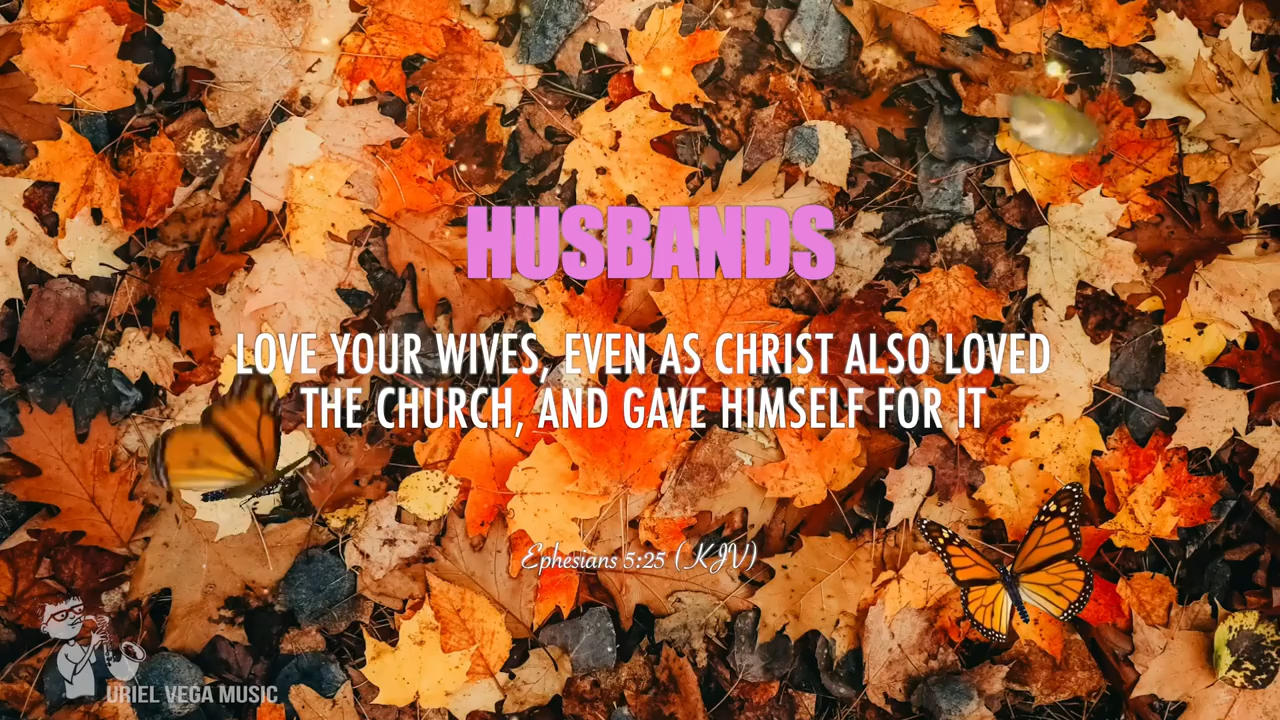 HUSBANDS
LOVE YOUR WIVES, EVEN AS CHRIST ALSO LOVED
THE CHURCH, AND GAVE HIMSELF FOR IT
Ephesians 5:25 (KJV)
URIEL VEGA MUSIC